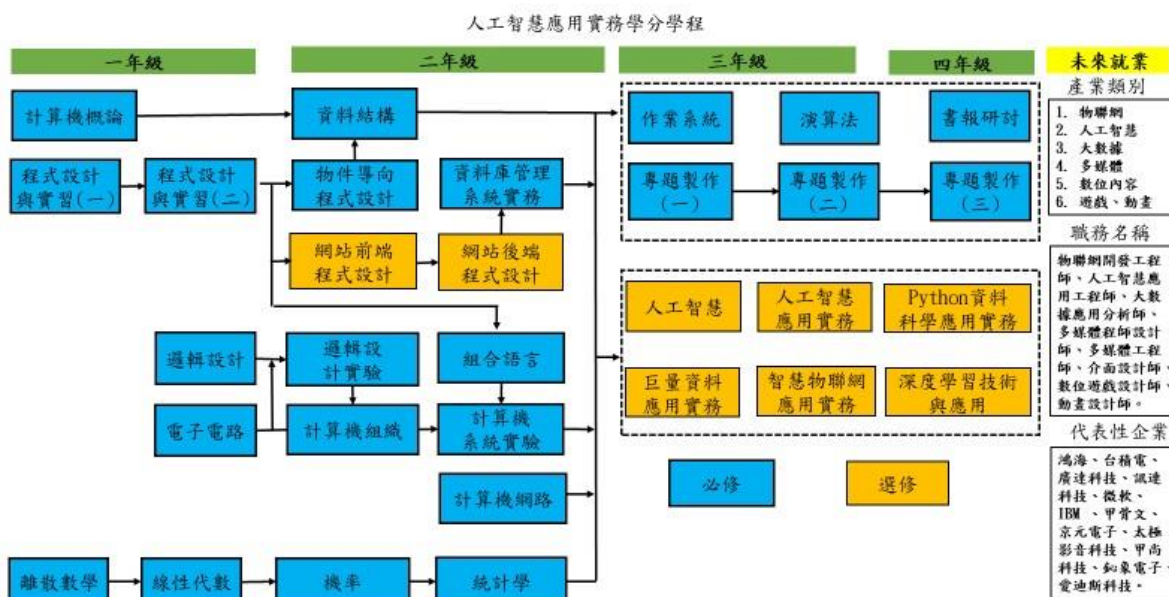 人工智慧應用實務學分學程
一年級
二年級
三年級
四年級
未來就業
計算機概論
資料結構
程式設計
與實習(一)
程式設計
與實習(二)
物件導向
程式設計
資料庫管理
系統實務
網站前端
程式設計
網站後端
程式設計
邏輯設計
邏輯設
計實驗
組合語言
電子電路
計算機組織
計算機
系統實驗
計算機網路
離散數學
線性代數
機率
統計學
作業系統
演算法
書報研討
專題製作
(一)
專題製作
(二)
專題製作
(三)
人工智慧
人工智慧
應用實務
Python資料
科學應用實務
巨量資料
應用實務
智慧物聯網
應用實務
深度學習技術
與應用
必修
選修
產業類別
1. 物聯網
2. 人工智慧
3. 大數據
4. 多媒體
5. 數位內容
6. 遊戲、動畫
職務名稱
物聯網開發工程
師、人工智慧應
用工程師、大數
據應用分析師、
多媒體程師設計
師、多媒體工程
師、介面設計師、
數位遊戲設計師、
動畫設計師。
代表性企業
鴻海、台積電、
廣達科技、訊達
科技、微軟、
IBM 、甲骨文、
京元電子、太極
影音科技、甲尚
科技、鈊象電子、
愛迪斯科技。